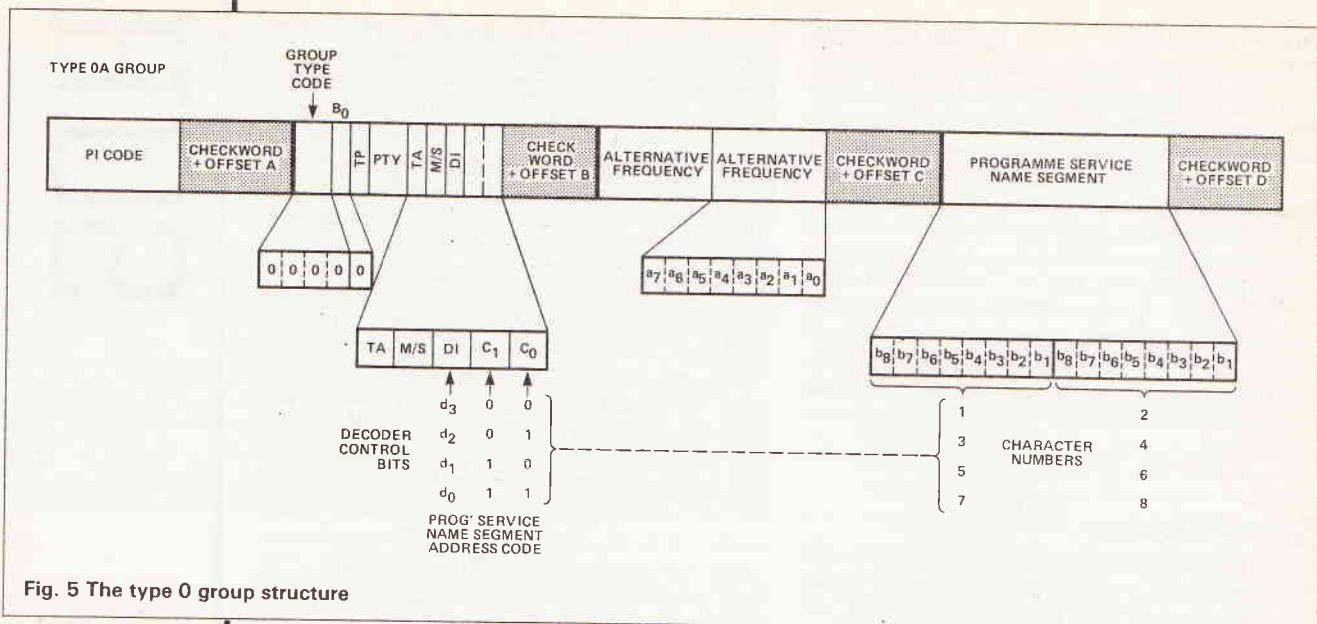 TYPE 0A GROUP
GROUP
TYPE
CODE
B0
PI CODE
CHECKWORD
+ OFFSET A
TP
PTY
TA
M/S
DI
CHECK
WORD
+ OFFSET B
ALTERNATIVE
FREQUENCY
ALTERNATIVE
FREQUENCY
CHECKWORD
+ OFFSET C
PROGRAMME SERVICE
NAME SEGMENT
CHECKWORD
+ OFFSET D
0 0 0 0 0
a7 a6 a5 a4 a3 a2 a1 a0
TA M/S DI C1 C0
b8 b7 b6 b5 b4 b3 b2 b1 b8 b7 b6 b5 b4 b3 b2 b1
DECODER
CONTROL
BITS
d3 0 0
d2 0 1
d1 1 0
d0 1 1
PROG' SERVICE
NAME SEGMENT
ADDRESS CODE
1 2
3 4
5 6
7 8
CHARACTER
NUMBERS
Fig. 5 The type 0 group structure